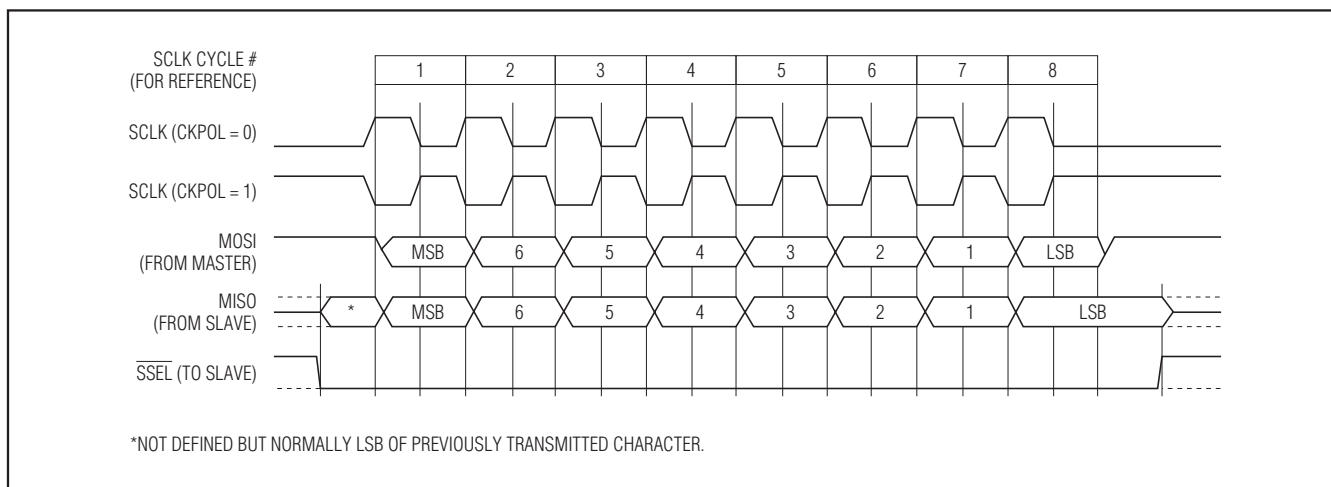 SCLK CYCLE #
(FOR REFERENCE)
1 2 3 4 5 6 7 8
SCLK (CKPOL = 0)
SCLK (CKPOL = 1)
MOSI
(FROM MASTER)
MSB 6 5 4 3 2 1 LSB
MISO
(FROM SLAVE)
* MSB 6 5 4 3 2 1 LSB
SSEL (TO SLAVE)
*NOT DEFINED BUT NORMALLY LSB OF PREVIOUSLY TRANSMITTED CHARACTER.